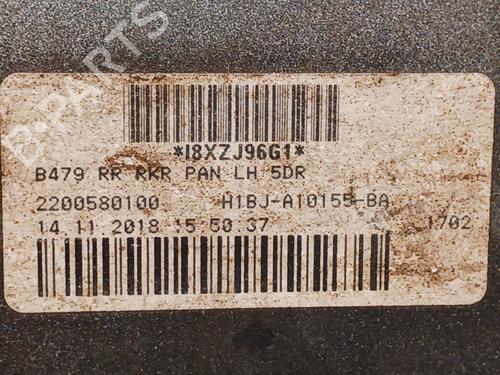 B-PARTS
*I8XZJ96G1*
B479 RR RKR PAN LH 5DR
2200580100 H1BJ-A10155-BA
14 11 2018 15 50 37 1702